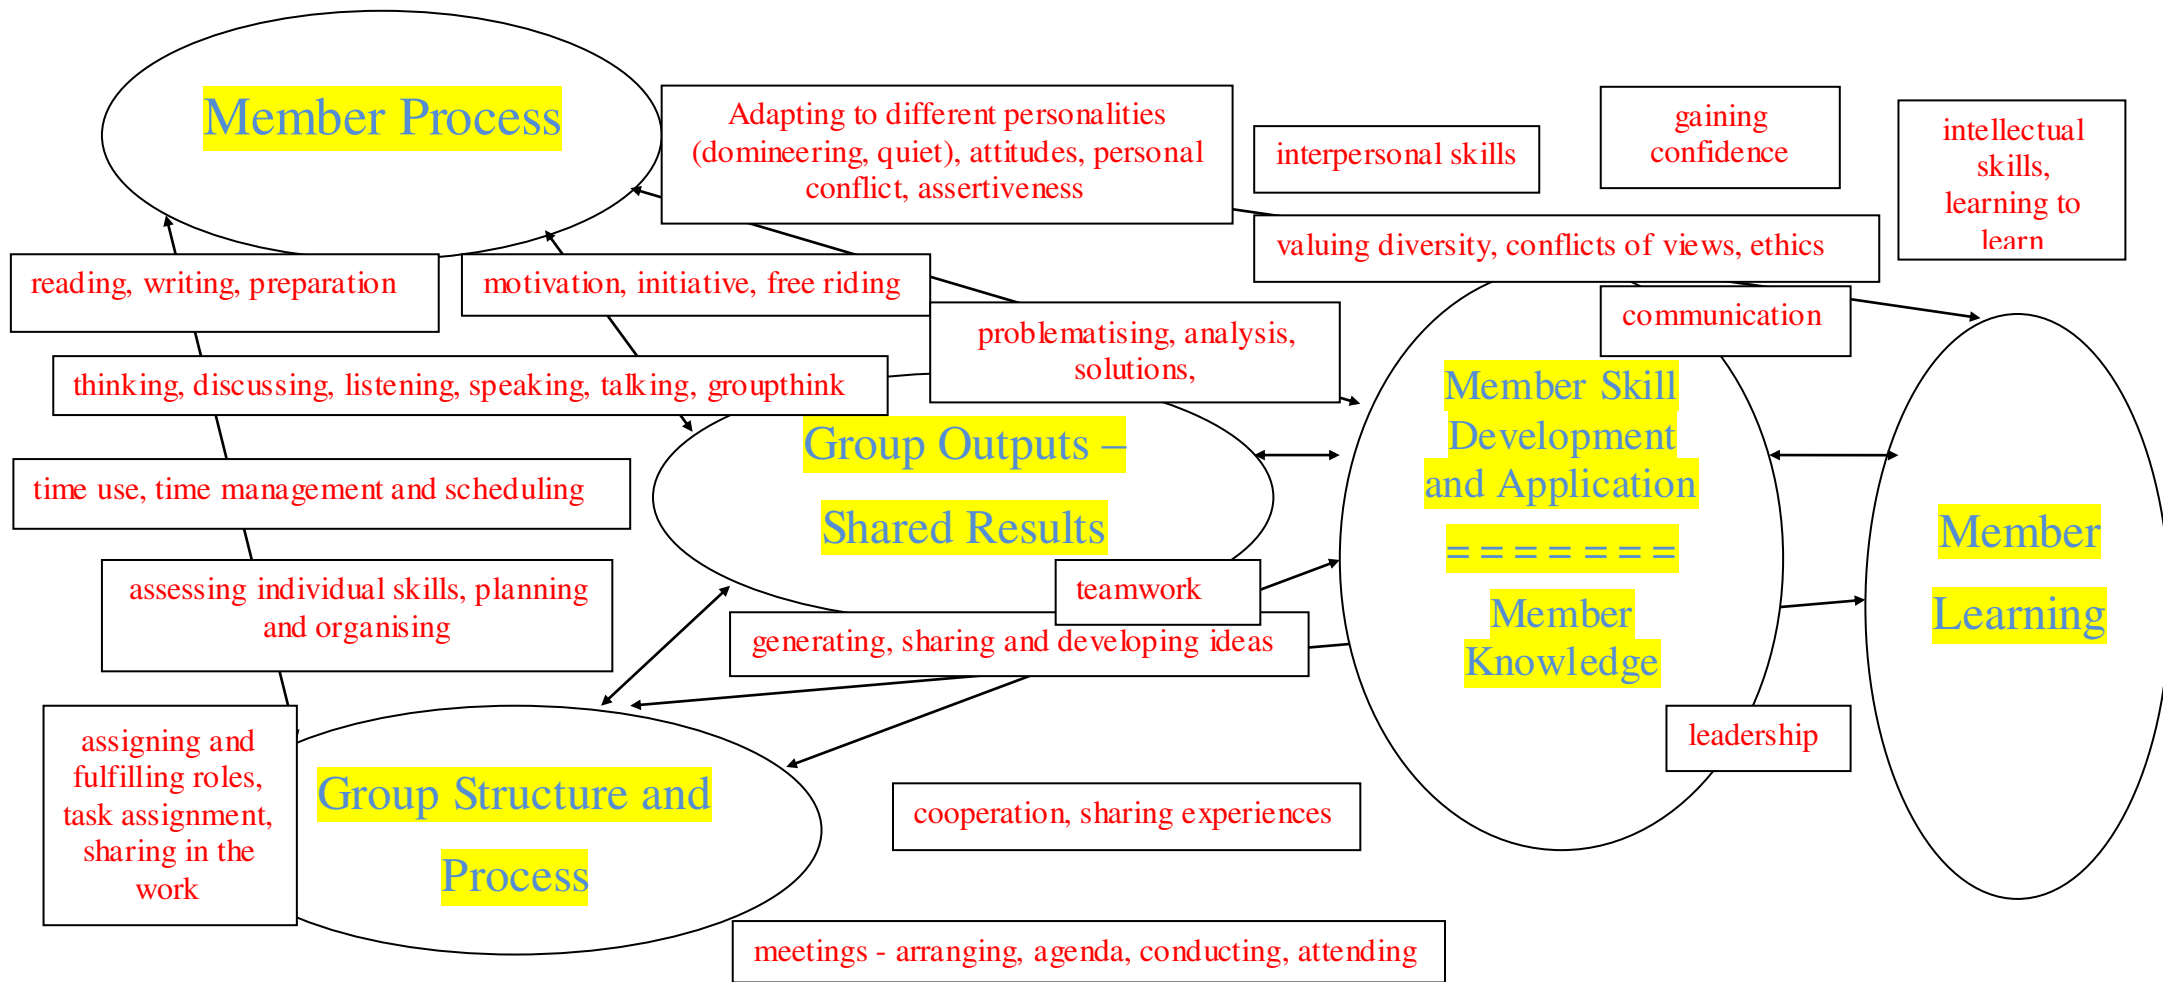 Member Process
Adapting to different personalities
(domineering, quiet), attitudes, personal
conflict, assertiveness
interpersonal skills
gaining
confidence
intellectual
skills,
learning to
learn
valuing diversity, conflicts of views, ethics
reading, writing, preparation
motivation, initiative, free riding
communication
problematising, analysis,
solutions,
thinking, discussing, listening, speaking, talking, groupthink
Group Outputs –
Shared Results
Member Skill
Development
and Application
= = = = = = =
Member
Knowledge
Member
Learning
time use, time management and scheduling
assessing individual skills, planning
and organising
teamwork
generating, sharing and developing ideas
assigning and
fulfilling roles,
task assignment,
sharing in the
work
Group Structure and
Process
leadership
cooperation, sharing experiences
meetings - arranging, agenda, conducting, attending